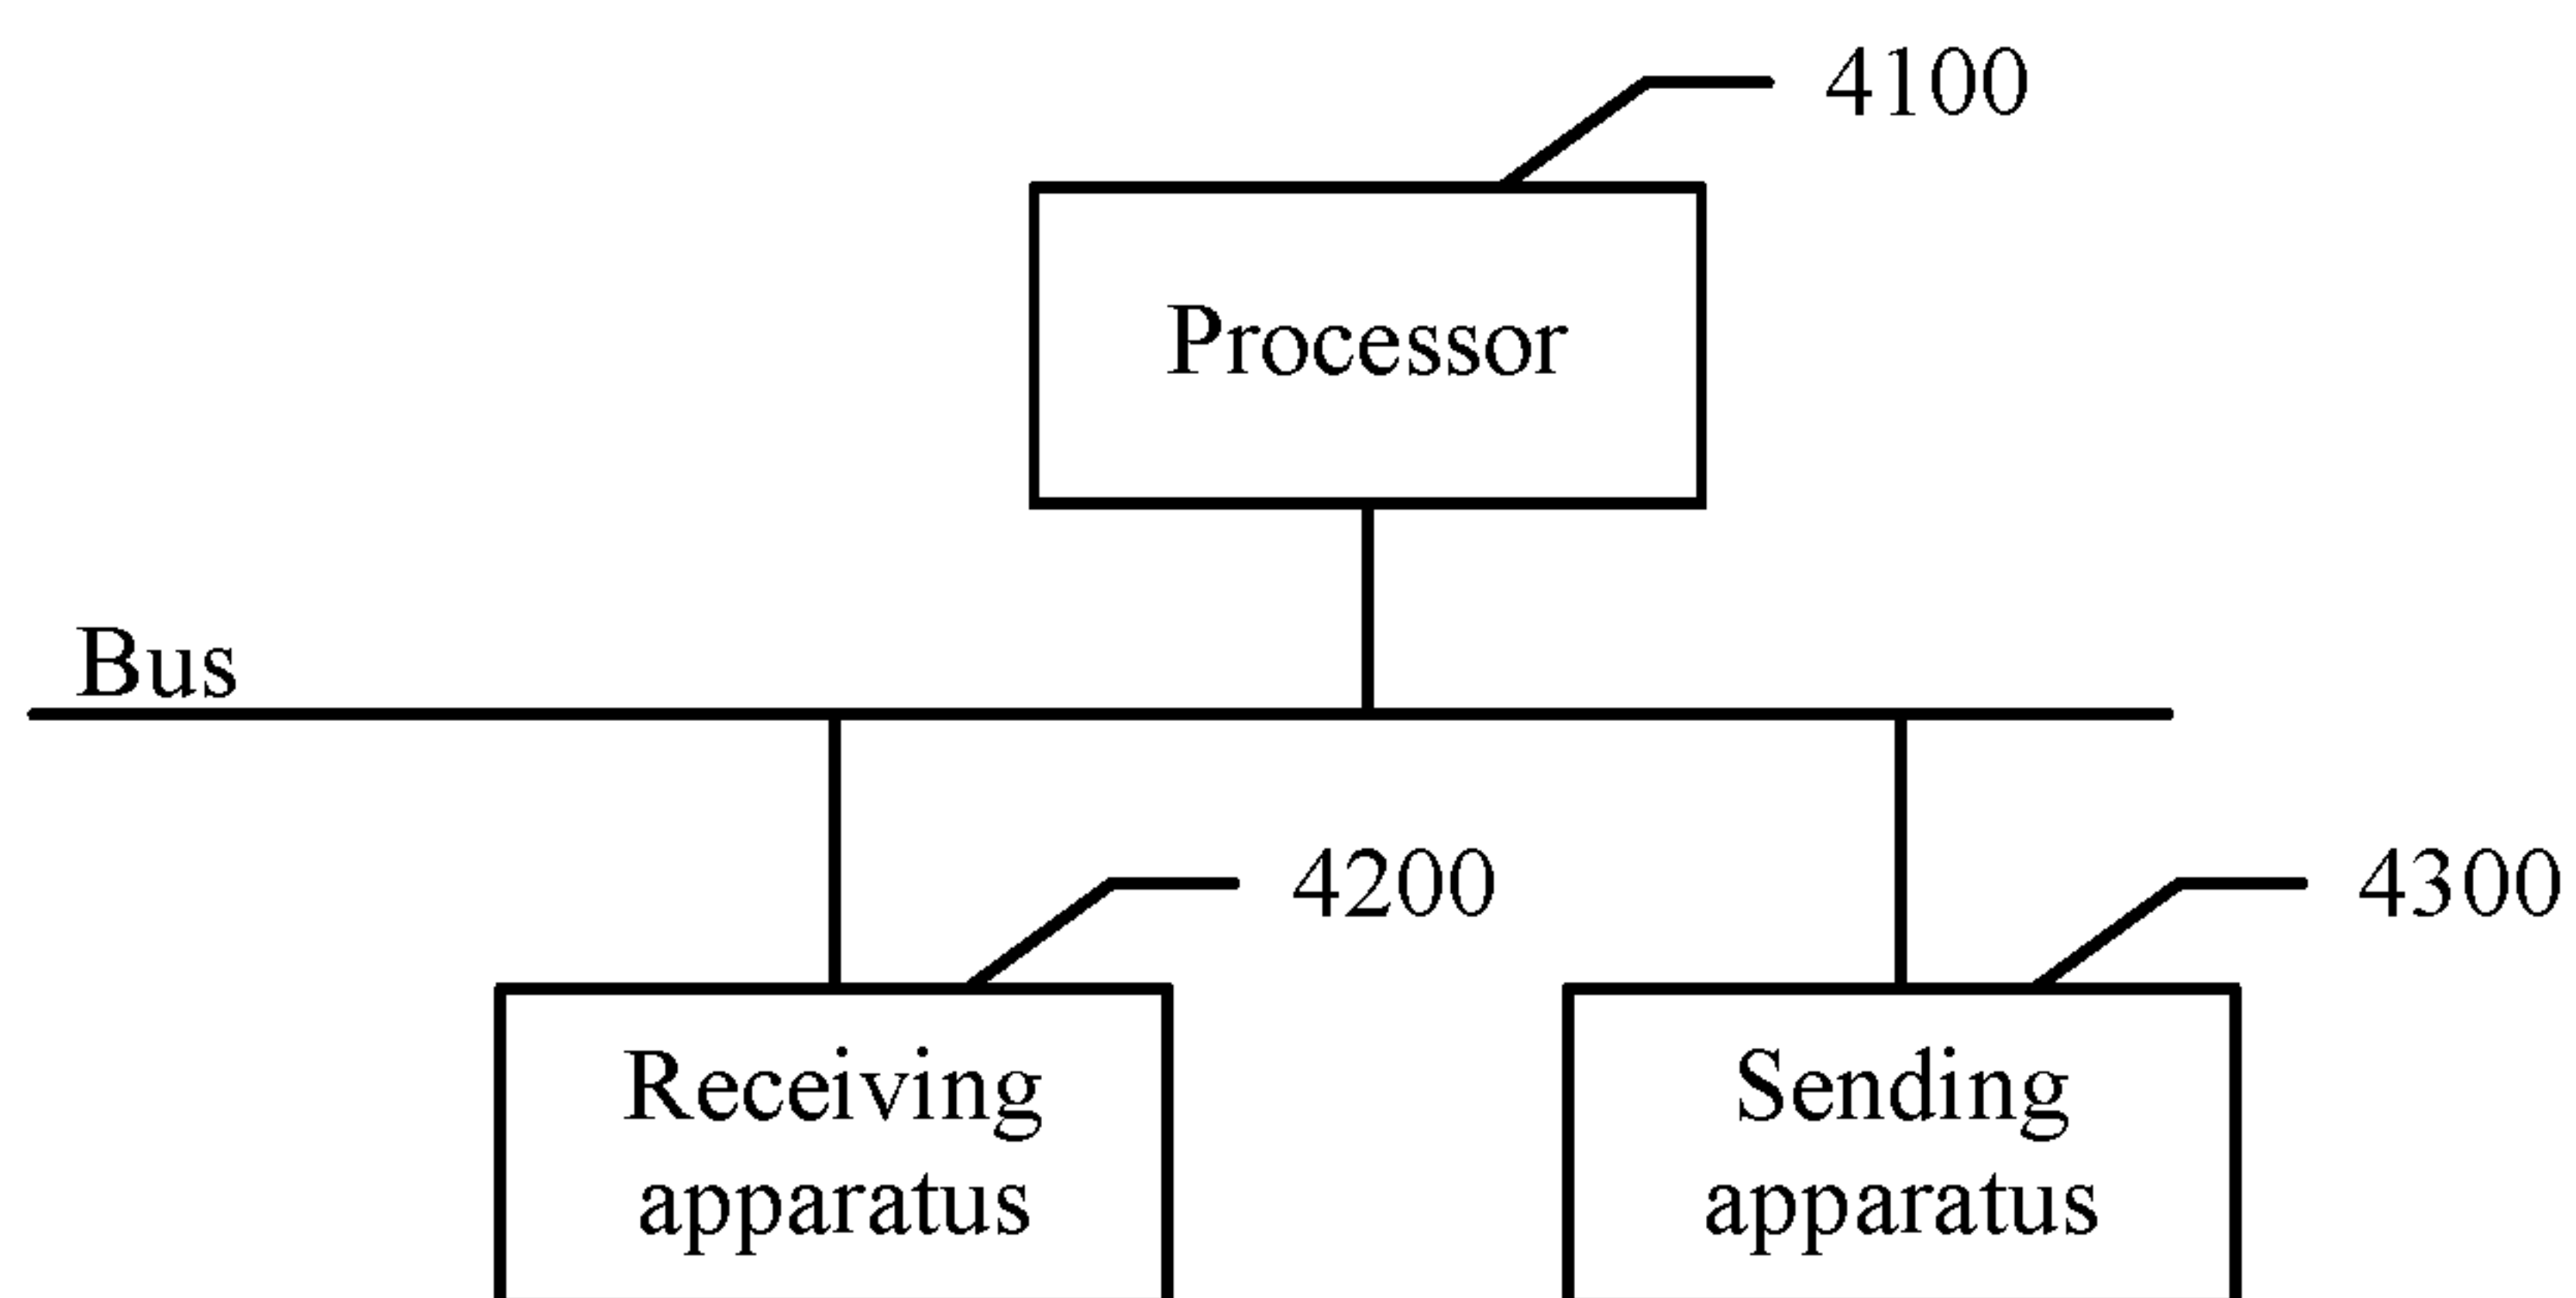 4100
Processor
Bus
4200
4300
Receiving
apparatus
Sending
apparatus